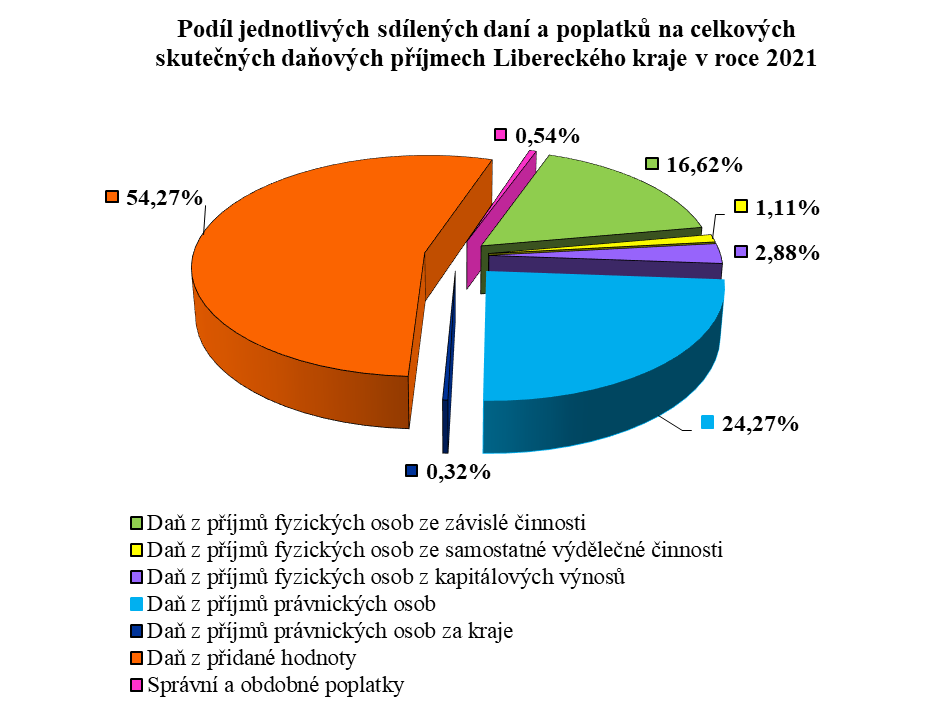 Podíl jednotlivých sdílených daní a poplatků na celkových
skutečných daňových příjmech Libereckého kraje v roce 2021
0,54%
16,62%
54,27%
1,11%
2,88%
24,27%
0,32%
Daň z příjmů fyzických osob ze závislé činnosti
Daň z příjmů fyzických osob ze samostatné výdělečné činnosti
Daň z příjmů fyzických osob z kapitálových výnosů
Daň z příjmů právnických osob
Daň z příjmů právnických osob za kraje
Daň z přidané hodnoty
Správní a obdobné poplatky